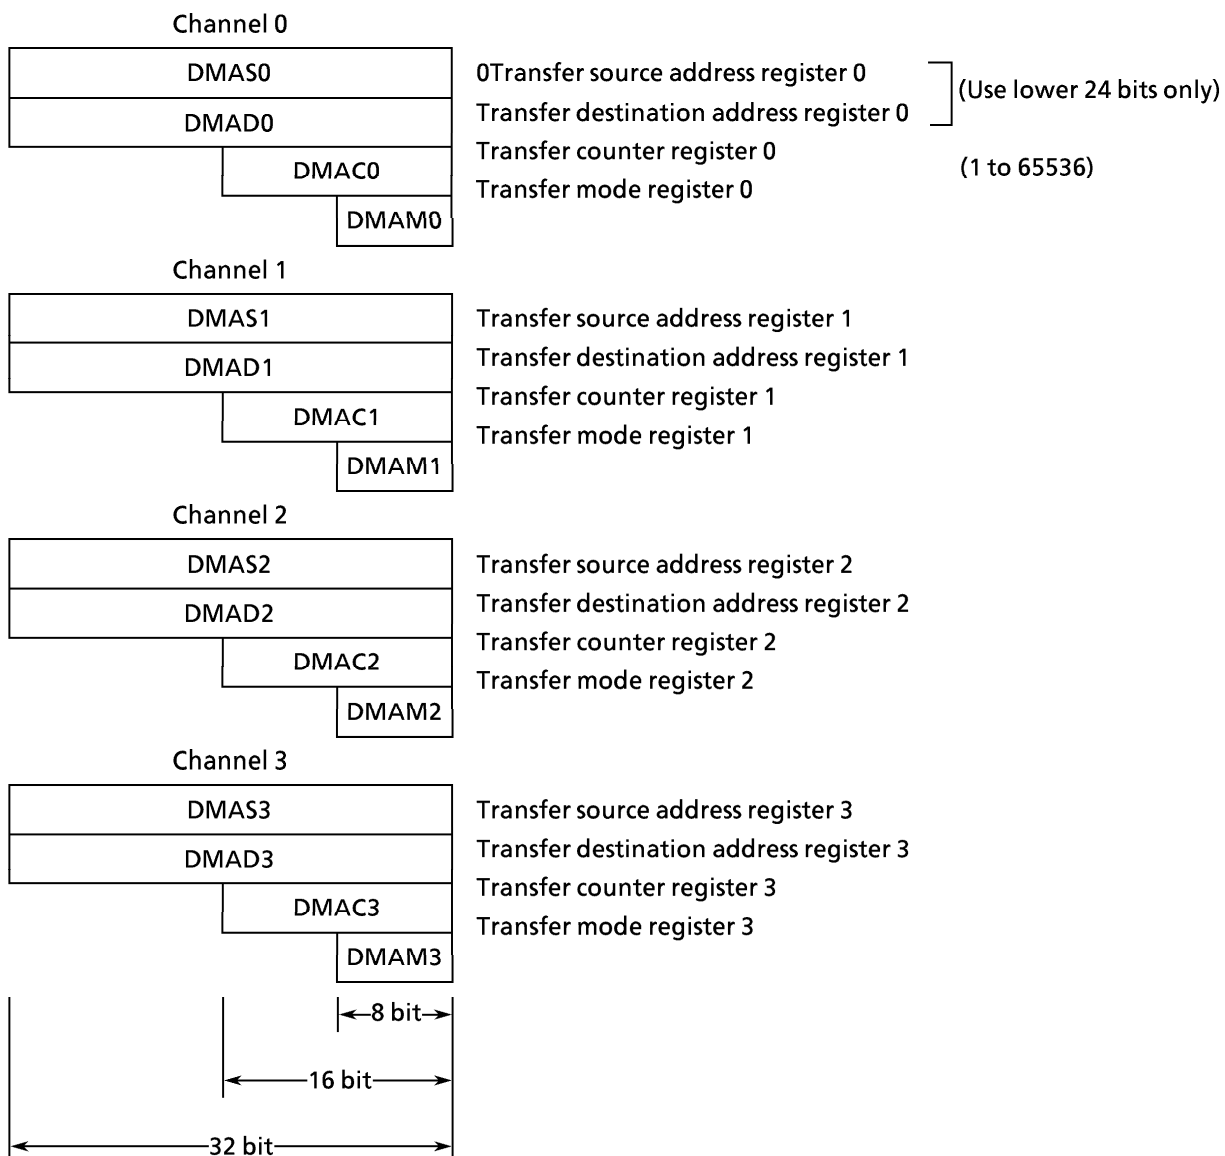 Channel 0
DMAS0
0Transfer source address register 0
(Use lower 24 bits only)
DMAD0
Transfer destination address register 0
DMAC0
Transfer counter register 0
(1 to 65536)
DMAM0
Transfer mode register 0
Channel 1
DMAS1
Transfer source address register 1
DMAD1
Transfer destination address register 1
DMAC1
Transfer counter register 1
DMAM1
Transfer mode register 1
Channel 2
DMAS2
Transfer source address register 2
DMAD2
Transfer destination address register 2
DMAC2
Transfer counter register 2
DMAM2
Transfer mode register 2
Channel 3
DMAS3
Transfer source address register 3
DMAD3
Transfer destination address register 3
DMAC3
Transfer counter register 3
DMAM3
Transfer mode register 3
8 bit
16 bit
32 bit